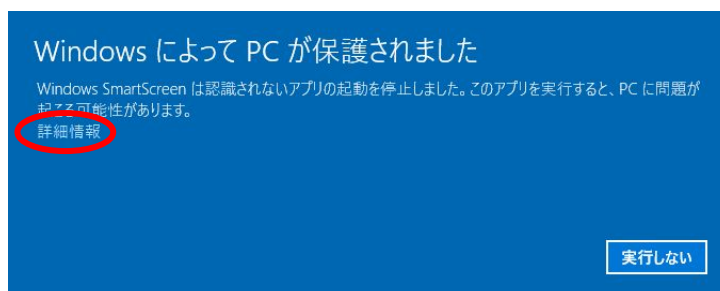 Windows によって PC が保護されました
Windows SmartScreen は認識されないアプリの起動を停止しました。このアプリを実行すると、PC に問題が
起こる可能性があります。
詳細情報
実行しない